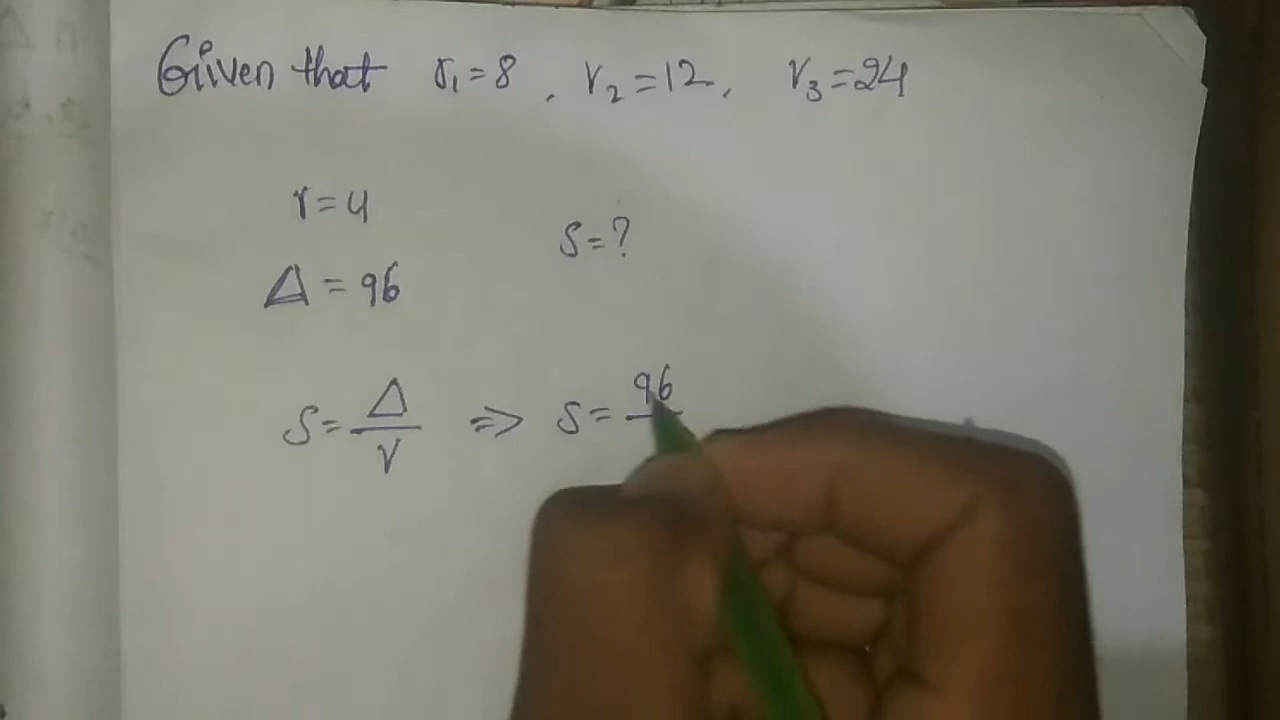 Given that r₁=8, r₂=12, r₃=24
r=4
S=?
Δ=96
S=Δ/r ⇒ S=96